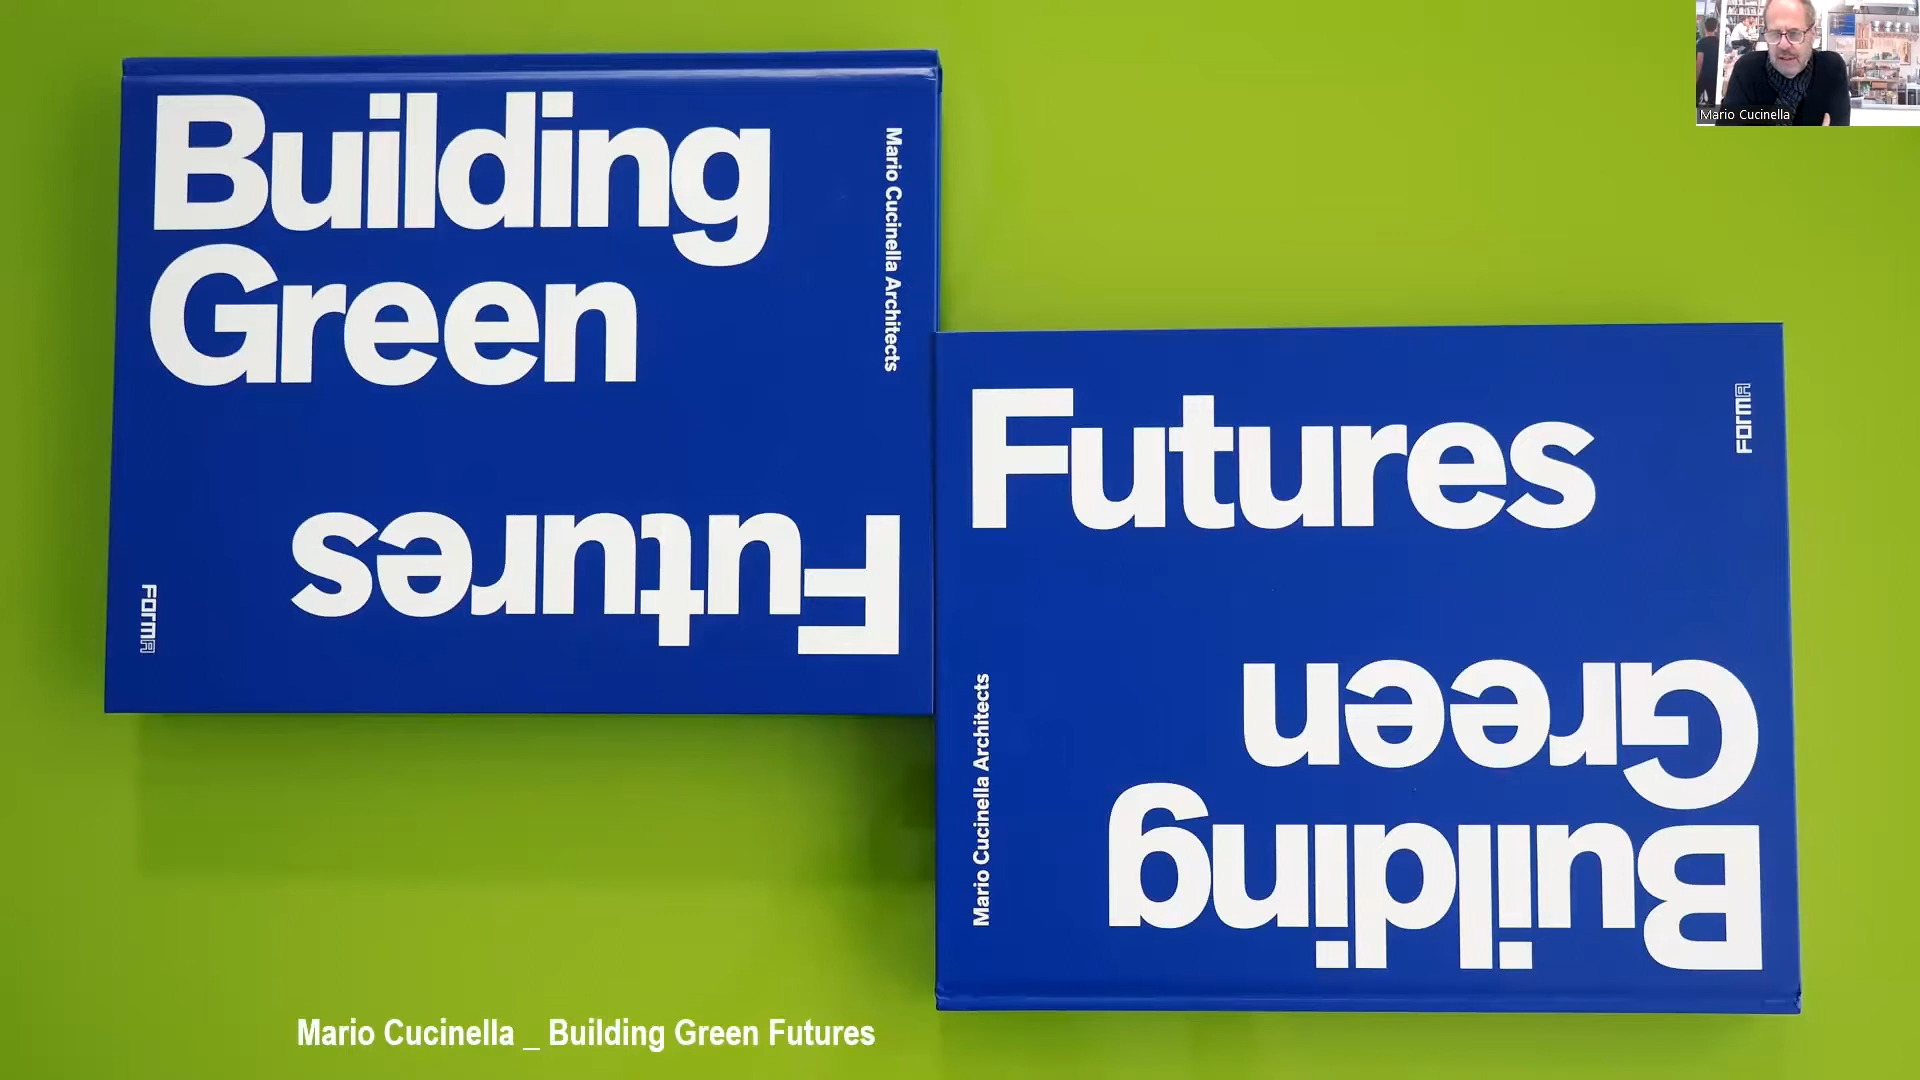 Mario Cucinella
Building
Green
Futures
Mario Cucinella Architects
FORMA
Futures
Building
Green
Mario Cucinella Architects
FORMA
Mario Cucinella _ Building Green Futures